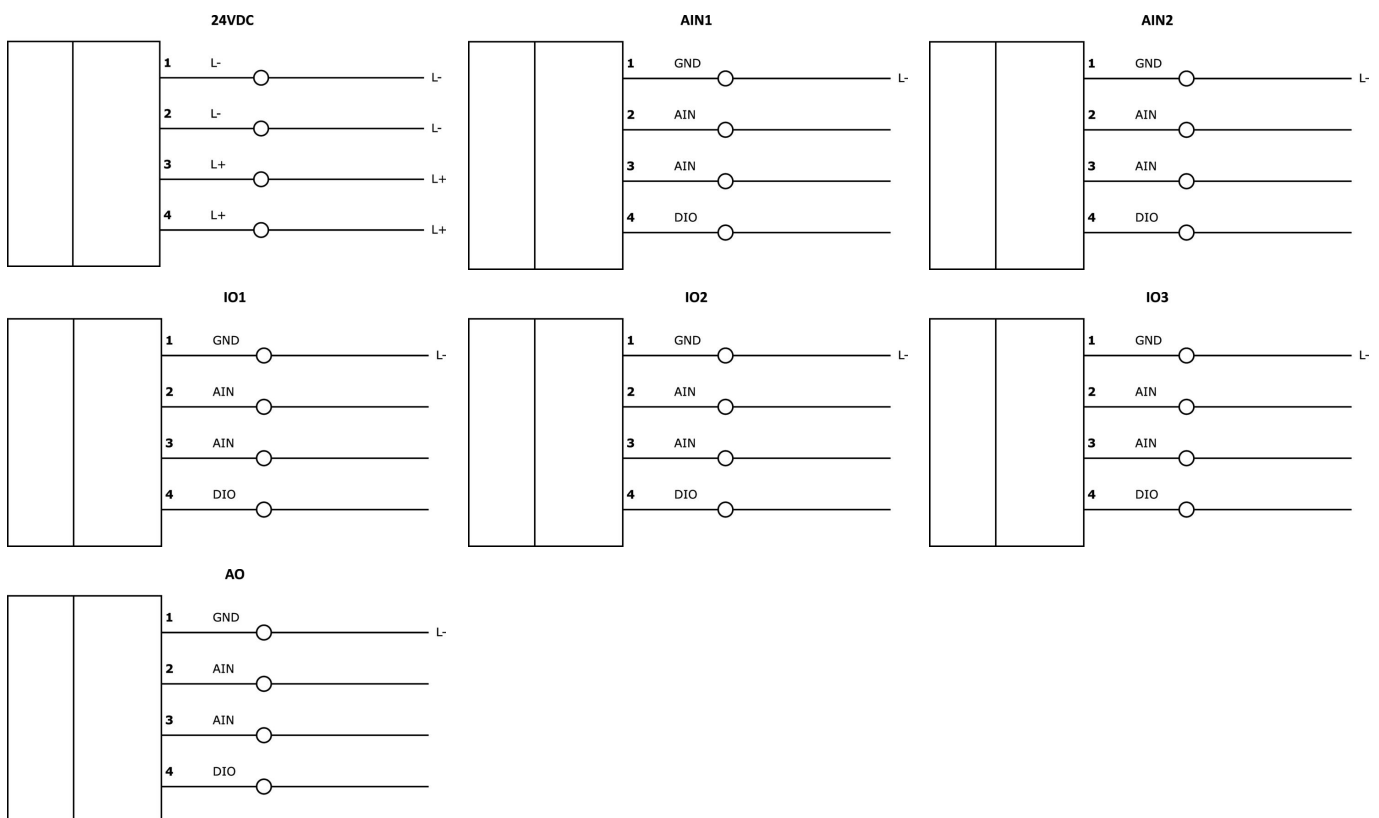 24VDC
1 L- L-
2 L- L-
3 L+ L+
4 L+ L+
AIN1
1 GND L-
2 AIN
3 AIN
4 DIO
AIN2
1 GND L-
2 AIN
3 AIN
4 DIO
IO1
1 GND L-
2 AIN
3 AIN
4 DIO
IO2
1 GND L-
2 AIN
3 AIN
4 DIO
IO3
1 GND L-
2 AIN
3 AIN
4 DIO
AO
1 GND L-
2 AIN
3 AIN
4 DIO